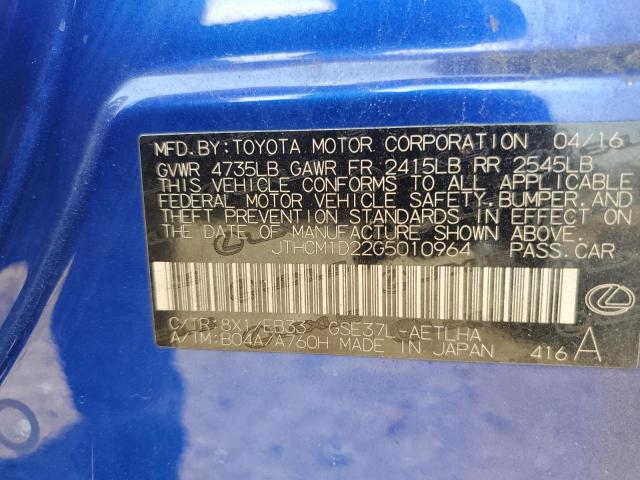 MFD. BY: TOYOTA MOTOR CORPORATION 04/16
GVWR 4735LB GAWR FR 2415LB RR 2545LB
THIS VEHICLE CONFORMS TO ALL APPLICABLE
FEDERAL MOTOR VEHICLE SAFETY, BUMPER, AND
THEFT PREVENTION STANDARDS IN EFFECT ON
THE DATE OF MANUFACTURE SHOWN ABOVE.
JTHCM1D22G5010964 PASS. CAR
C/TR: 8X1/EB33 GSE37L-AETLHA
A/TM: B04A/A760H MADE IN JAPAN 416 A